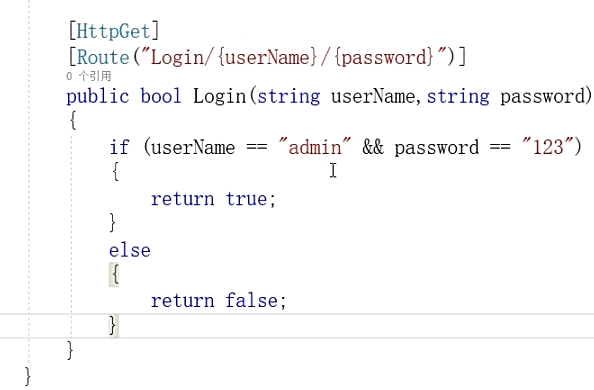 [HttpGet]
[Route("Login/{userName}/{password}")]
0 个引用
public bool Login(string userName,string password)
{
if (userName == "admin" && password == "123")
{
return true;
}
else
{
return false;
}
}
}